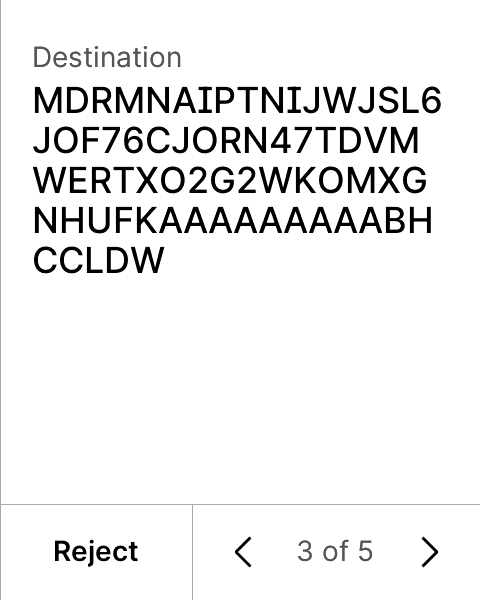 Destination
MDRMNAIPTNIJWJSL6
JOF76CJORN47TDVM
WERTXO2G2WKOMXG
NHUFKAAAAAAAAABH
CCLDW
Reject
3 of 5